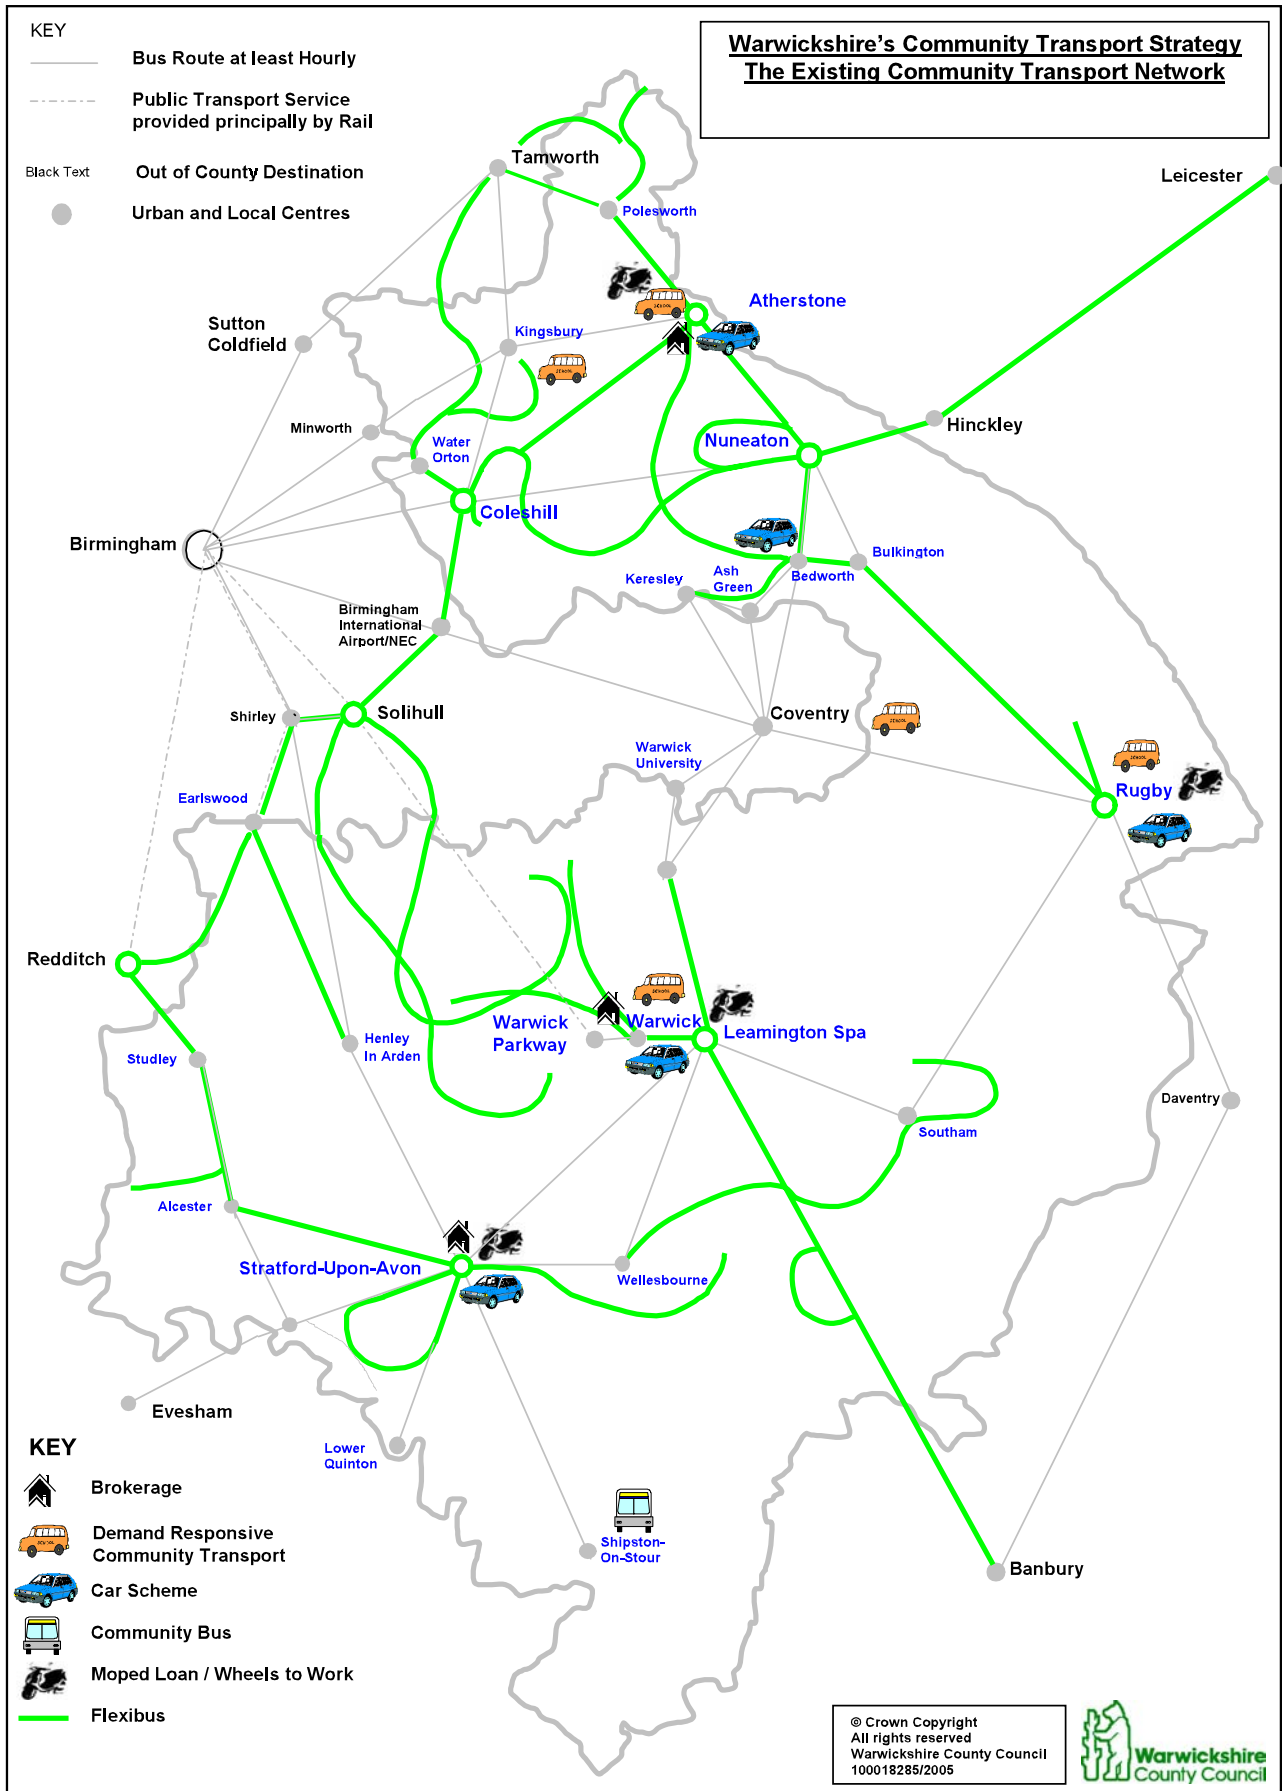 KEY
Bus Route at least Hourly
Public Transport Service
provided principally by Rail
Black Text
Out of County Destination
Urban and Local Centres
Warwickshire's Community Transport Strategy
The Existing Community Transport Network
Tamworth
Leicester
Polesworth
Atherstone
Sutton
Coldfield
Kingsbury
SCHOOL
SCHOOL
Minworth
Hinckley
Water
Orton
Nuneaton
Coleshill
Birmingham
Bulkington
Ash
Green
Keresley
Bedworth
Birmingham
International
Airport/NEC
Shirley
Solihull
Coventry
SCHOOL
Warwick
University
SCHOOL
Rugby
Earlswood
Redditch
SCHOOL
Warwick
Parkway
Warwick
Leamington Spa
Henley
In Arden
Studley
Daventry
Southam
Alcester
Stratford-Upon-Avon
Wellesbourne
Evesham
Lower
Quinton
Shipston-
On-Stour
Banbury
KEY
Brokerage
SCHOOL
Demand Responsive
Community Transport
Car Scheme
Community Bus
Moped Loan / Wheels to Work
Flexibus
© Crown Copyright
All rights reserved
Warwickshire County Council
100018285/2005
Warwickshire
County Council